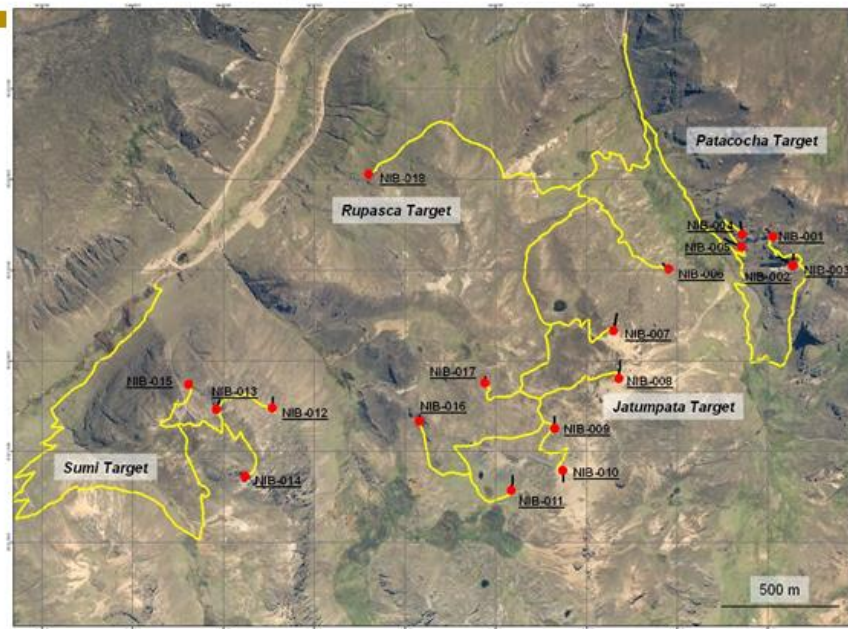 Patacocha Target
NIB-018
Rupasca Target
NIB-004
NIB-001
NIB-005
NIB-006
NIB-002
NIB-003
NIB-007
NIB-017
NIB-008
NIB-015
NIB-013
NIB-012
NIB-016
Jatumpata Target
NIB-009
Sumi Target
NIB-014
NIB-010
NIB-011
500 m